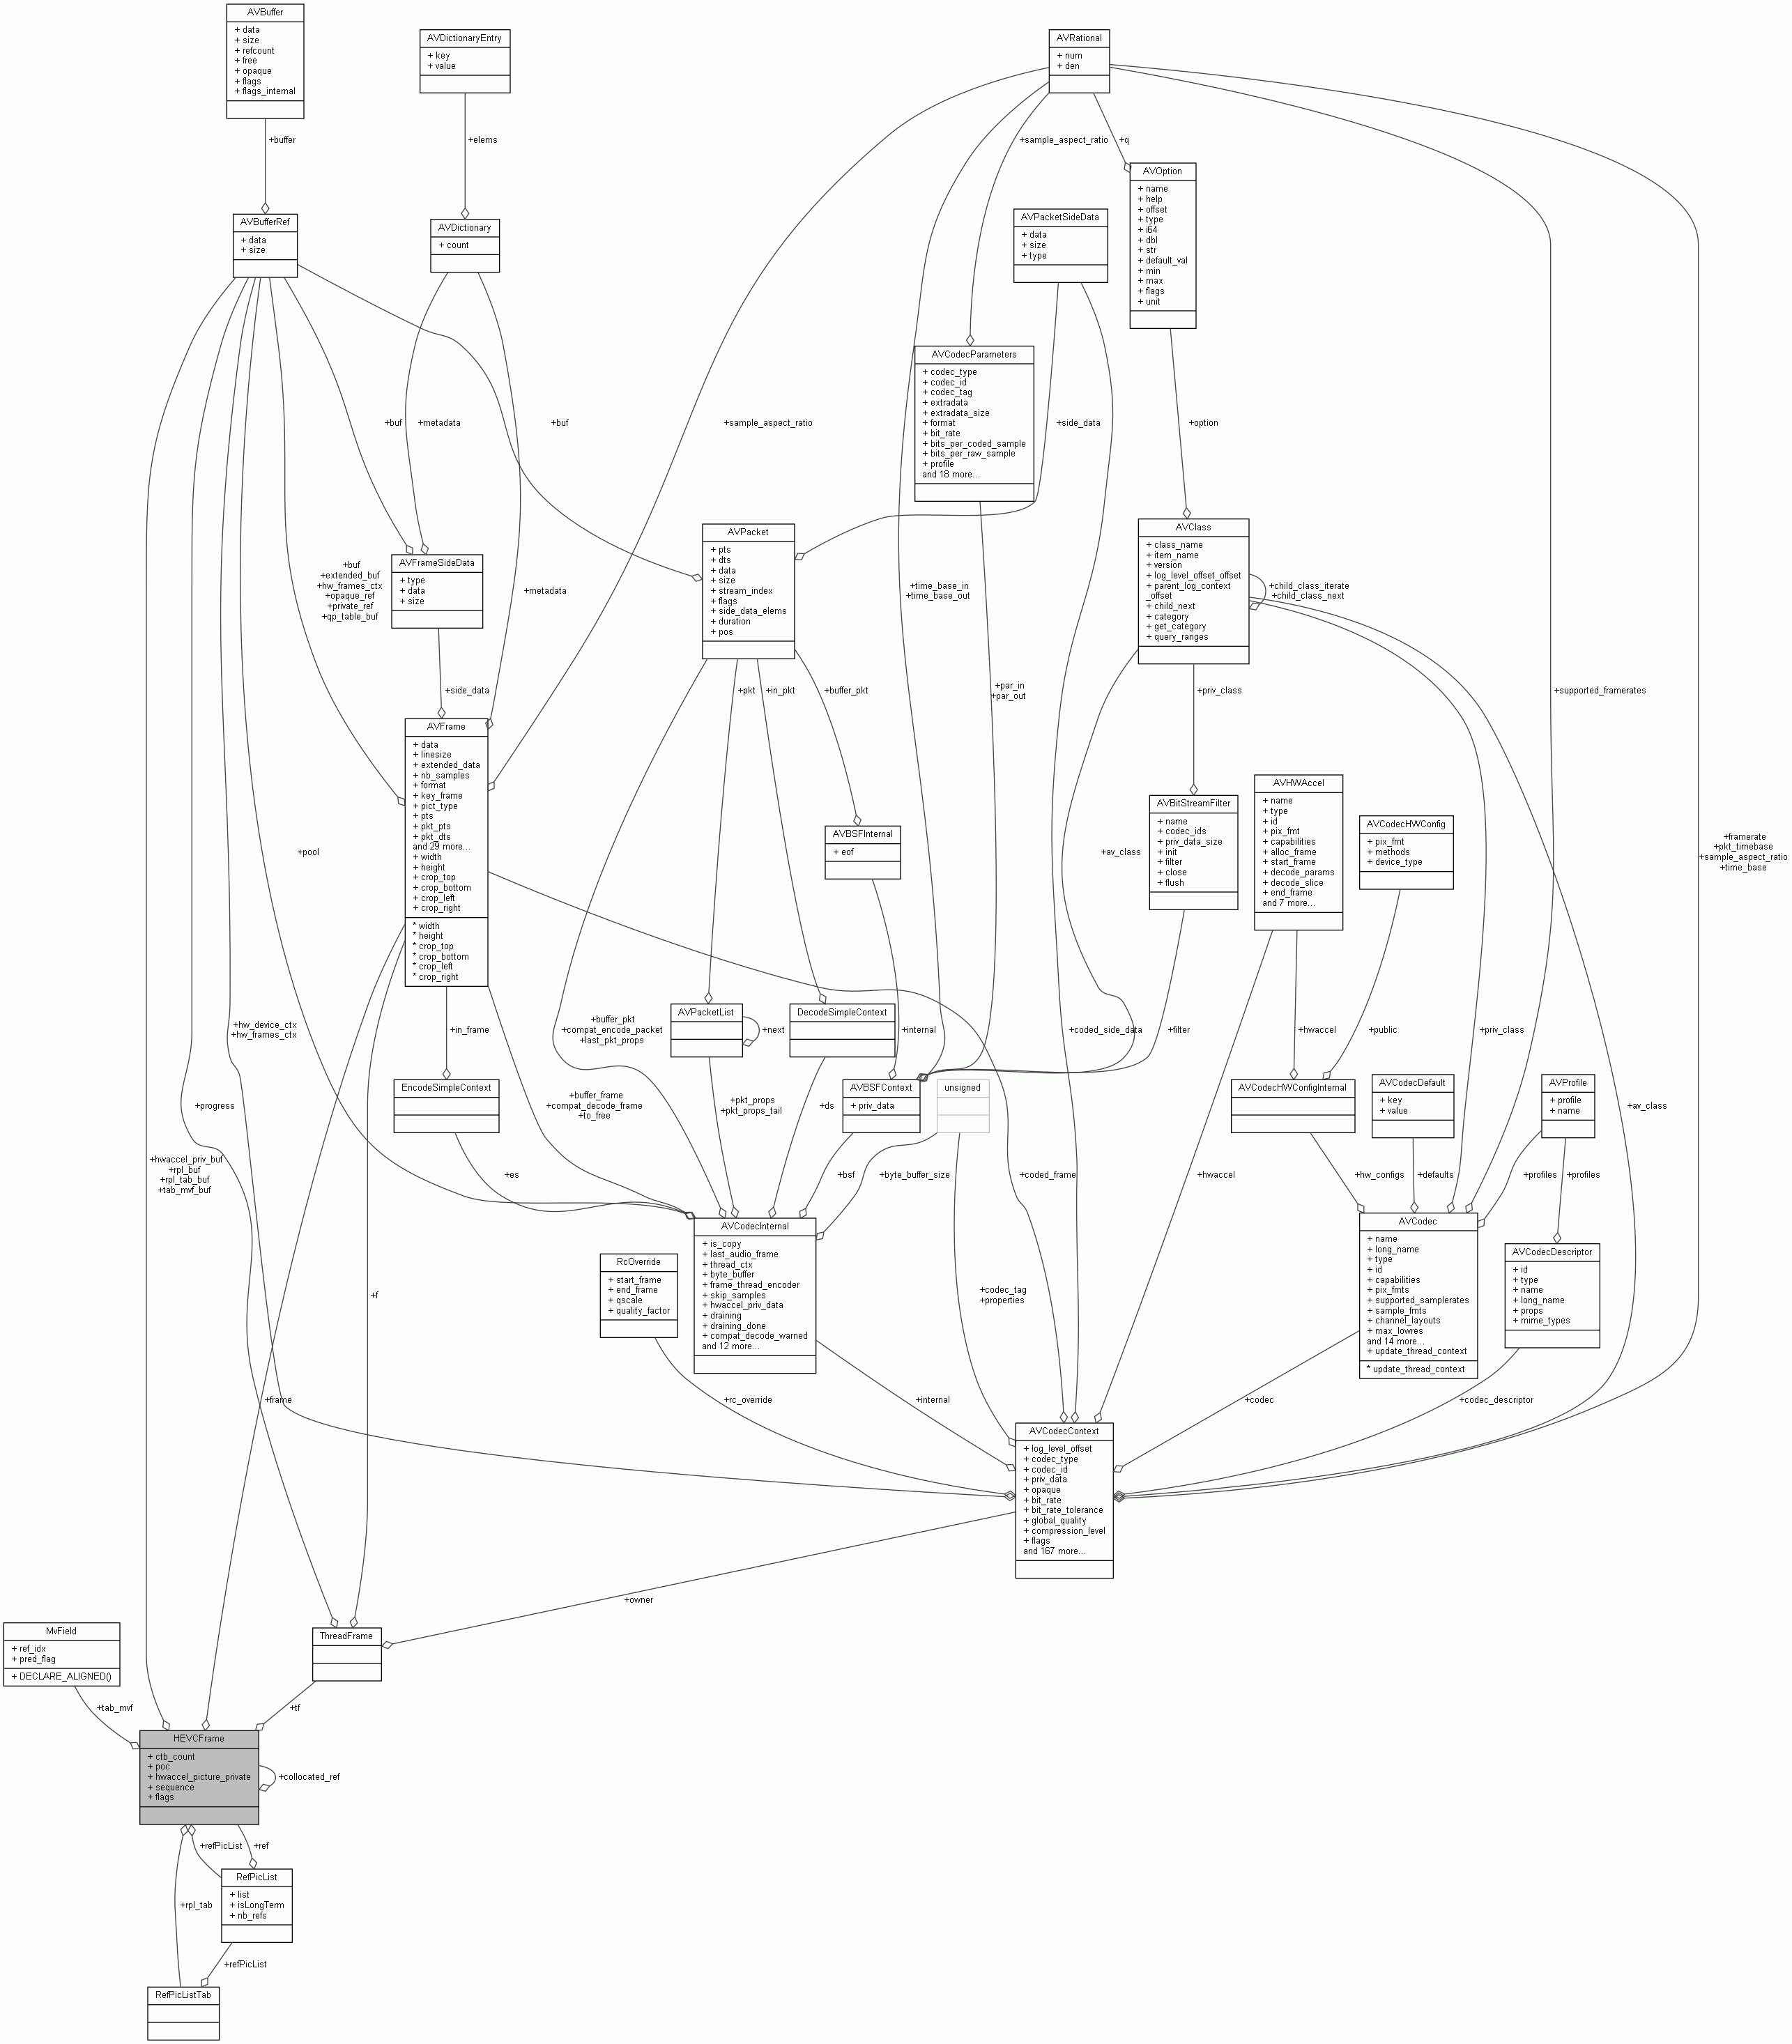 AVBuffer
+ data
+ size
+ refcount
+ free
+ opaque
+ flags
+ flags_internal
AVDictionaryEntry
+ key
+ value
AVRational
+ num
+ den
+buffer
+elems
+sample_aspect_ratio
+q
AVOption
+ name
+ help
+ offset
+ type
+ i64
+ dbl
+ str
+ default_val
+ min
+ max
+ flags
+ unit
AVBufferRef
+ data
+ size
AVDictionary
+ count
AVPacketSideData
+ data
+ size
+ type
AVCodecParameters
+ codec_type
+ codec_id
+ codec_tag
+ extradata
+ extradata_size
+ format
+ bit_rate
+ bits_per_coded_sample
+ bits_per_raw_sample
+ profile
and 18 more...
+buf
+metadata
+buf
+sample_aspect_ratio
+side_data
+option
AVPacket
+ pts
+ dts
+ data
+ size
+ stream_index
+ flags
+ side_data_elems
+ duration
+ pos
AVClass
+ class_name
+ item_name
+ version
+ log_level_offset_offset
+ parent_log_context
_offset
+ child_next
+ category
+ get_category
+ query_ranges
+child_class_iterate
+child_class_next
AVFrameSideData
+ type
+ data
+ size
+buf
+extended_buf
+hw_frames_ctx
+opaque_ref
+private_ref
+qp_table_buf
+metadata
+time_base_in
+time_base_out
+side_data
+pkt
+in_pkt
+buffer_pkt
+par_in
+par_out
+priv_class
+supported_framerates
AVFrame
+ data
+ linesize
+ extended_data
+ nb_samples
+ format
+ key_frame
+ pict_type
+ pts
+ pkt_pts
+ pkt_dts
and 29 more...
+ width
+ height
+ crop_top
+ crop_bottom
+ crop_left
+ crop_right
* width
* height
* crop_top
* crop_bottom
* crop_left
* crop_right
+pool
AVBSFInternal
+ eof
+av_class
AVBitStreamFilter
+ name
+ codec_ids
+ priv_data_size
+ init
+ filter
+ close
+ flush
AVHWAccel
+ name
+ type
+ id
+ pix_fmt
+ capabilities
+ alloc_frame
+ start_frame
+ decode_params
+ decode_slice
+ end_frame
and 7 more...
AVCodecHWConfig
+ pix_fmt
+ methods
+ device_type
+framerate
+pkt_timebase
+sample_aspect_ratio
+time_base
+hw_device_ctx
+hw_frames_ctx
+in_frame
+buffer_pkt
+compat_encode_packet
+last_pkt_props
AVPacketList
+next
DecodeSimpleContext
+internal
+coded_side_data
+filter
+hwaccel
+public
+priv_class
EncodeSimpleContext
+buffer_frame
+compat_decode_frame
+to_free
+pkt_props
+pkt_props_tail
+ds
AVBSFContext
+ priv_data
unsigned
AVCodecHWConfigInternal
AVCodecDefault
+ key
+ value
AVProfile
+ profile
+ name
+av_class
+progress
+hwaccel_priv_buf
+rpl_buf
+rpl_tab_buf
+tab_mvf_buf
+es
+bsf
+byte_buffer_size
+coded_frame
+hwaccel
+hw_configs
+defaults
+profiles
+profiles
AVCodecInternal
+ is_copy
+ last_audio_frame
+ thread_ctx
+ byte_buffer
+ frame_thread_encoder
+ skip_samples
+ hwaccel_priv_data
+ draining
+ draining_done
+ compat_decode_warned
and 12 more...
RcOverride
+ start_frame
+ end_frame
+ qscale
+ quality_factor
+f
+codec_tag
+properties
AVCodec
+ name
+ long_name
+ type
+ id
+ capabilities
+ pix_fmts
+ supported_samplerates
+ sample_fmts
+ channel_layouts
+ max_lowres
and 14 more...
+ update_thread_context
* update_thread_context
AVCodecDescriptor
+ id
+ type
+ name
+ long_name
+ props
+ mime_types
+frame
+rc_override
+internal
+codec
+codec_descriptor
AVCodecContext
+ log_level_offset
+ codec_type
+ codec_id
+ priv_data
+ opaque
+ bit_rate
+ bit_rate_tolerance
+ global_quality
+ compression_level
+ flags
and 167 more...
+owner
MvField
+ ref_idx
+ pred_flag
+ DECLARE_ALIGNED()
ThreadFrame
+tab_mvf
+tf
HEVCFrame
+ ctb_count
+ poc
+ hwaccel_picture_private
+ sequence
+ flags
+collocated_ref
+refPicList
+ref
RefPicList
+ list
+ isLongTerm
+ nb_refs
+rpl_tab
+refPicList
RefPicListTab